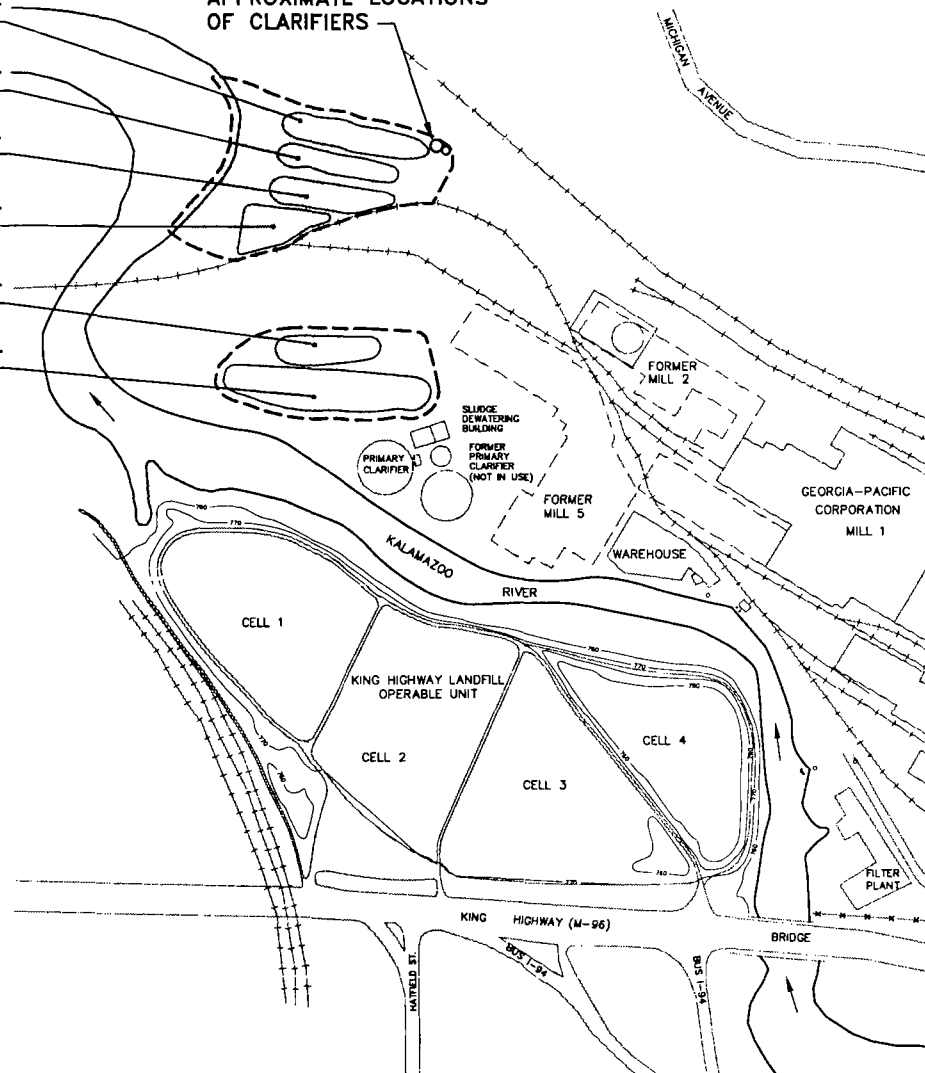 APPROXIMATE LOCATIONS
OF CLARIFIERS
MICHIGAN
AVENUE
FORMER
MILL 2
SLUDGE
DEWATERING
BUILDING
PRIMARY
CLARIFIER
FORMER
PRIMARY
CLARIFIER
(NOT IN USE)
FORMER
MILL 5
GEORGIA-PACIFIC
CORPORATION
MILL 1
WAREHOUSE
KALAMAZOO
RIVER
760
770
CELL 1
KING HIGHWAY LANDFILL
OPERABLE UNIT
CELL 2
CELL 3
CELL 4
760
770
780
760
770
760
770
760
760
760
770
FILTER
PLANT
KING HIGHWAY (M-96)
BRIDGE
BUS I-94
BUS I-94
HATFIELD ST.